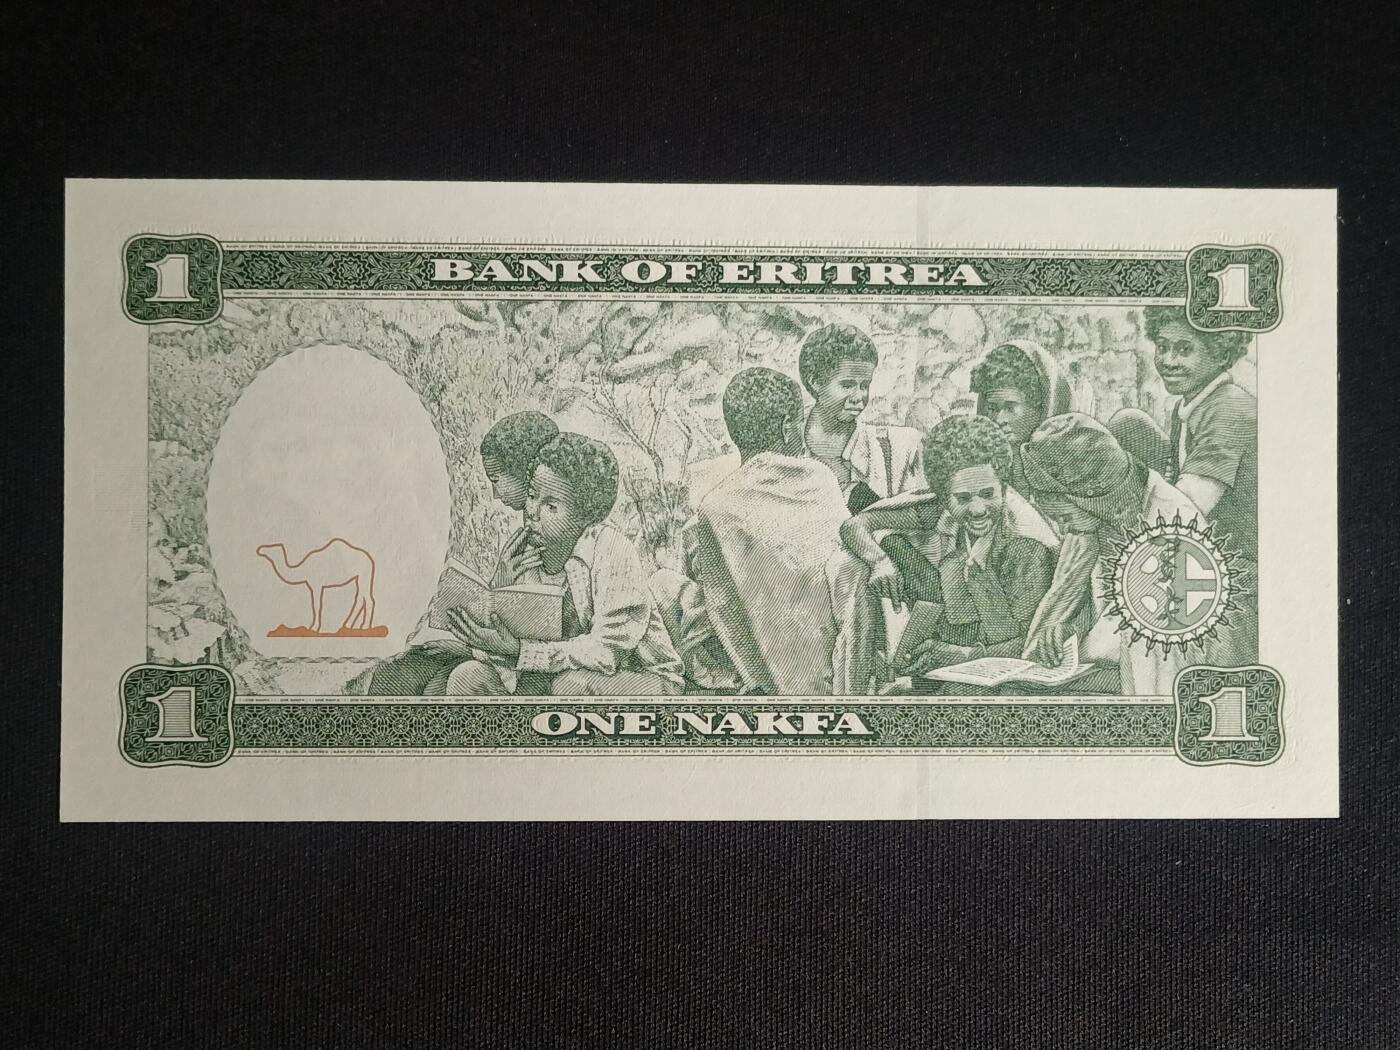 1 BANK OF ERITREA 1
1 ONE NAKFA 1